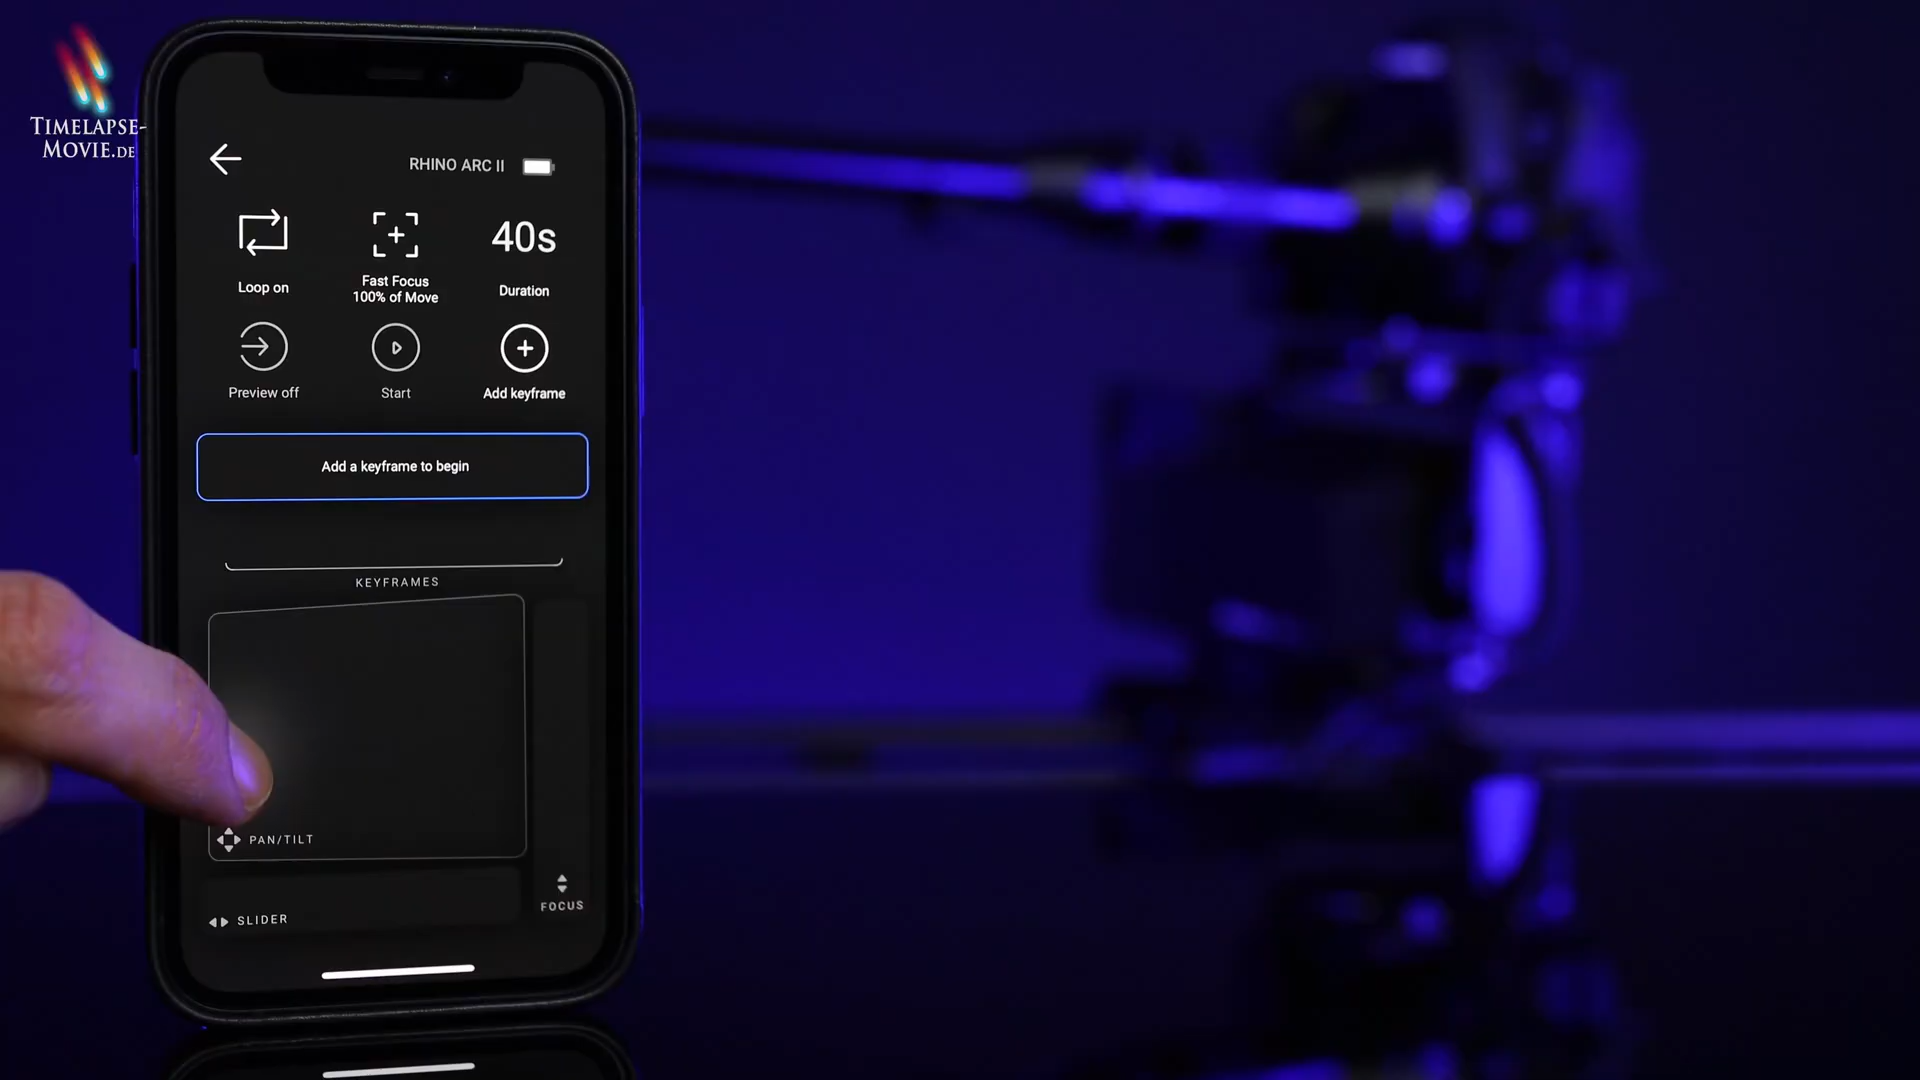 TIMELAPSE-
MOVIE.DE
RHINO ARC II
Loop on
Fast Focus
100% of Move
40s
Duration
Preview off
Start
Add keyframe
Add a keyframe to begin
KEYFRAMES
PAN/TILT
SLIDER
FOCUS